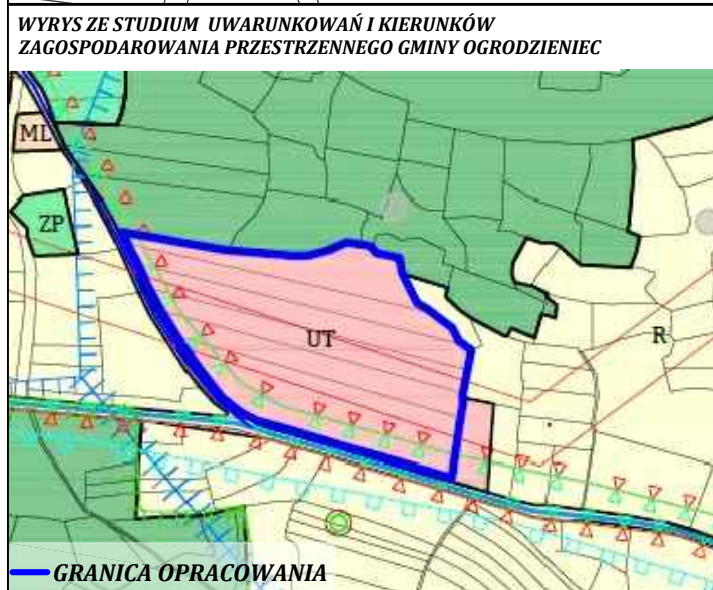 WYRYS ZE STUDIUM UWARUNKOWAŃ I KIERUNKÓW
ZAGOSPODAROWANIA PRZESTRZENNEGO GMINY OGRODZIENIEC
ML
ZP
UT
R
GRANICA OPRACOWANIA